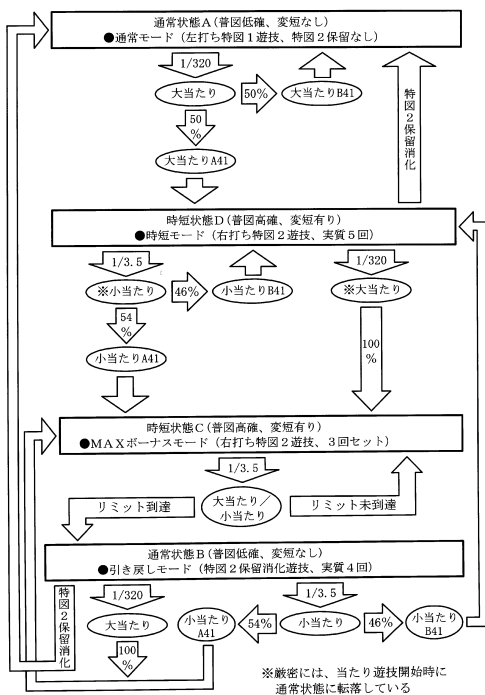 通常状態A(普図低確、変短なし)
●通常モード(左打ち特図1遊技、特図2保留なし)
1/320
大当たり
50%
大当たりB41
50
%
大当たりA41
特図2保留消化
時短状態D(普図高確、変短有り)
●時短モード(右打ち特図2遊技、実質5回)
1/3.5
1/320
※小当たり
46%
小当たりB41
※大当たり
54
%
小当たりA41
100
%
時短状態C(普図高確、変短有り)
●MAXボーナスモード(右打ち特図2遊技、3回セット)
1/3.5
リミット到達
大当たり/
小当たり
リミット未到達
通常状態B(普図低確、変短なし)
●引き戻しモード(特図2保留消化遊技、実質4回)
特図2保留消化
1/320
1/3.5
大当たり
小当たり
A41
54%
小当たり
46%
小当たり
B41
100
%
※厳密には、当たり遊技開始時に
通常状態に転落している